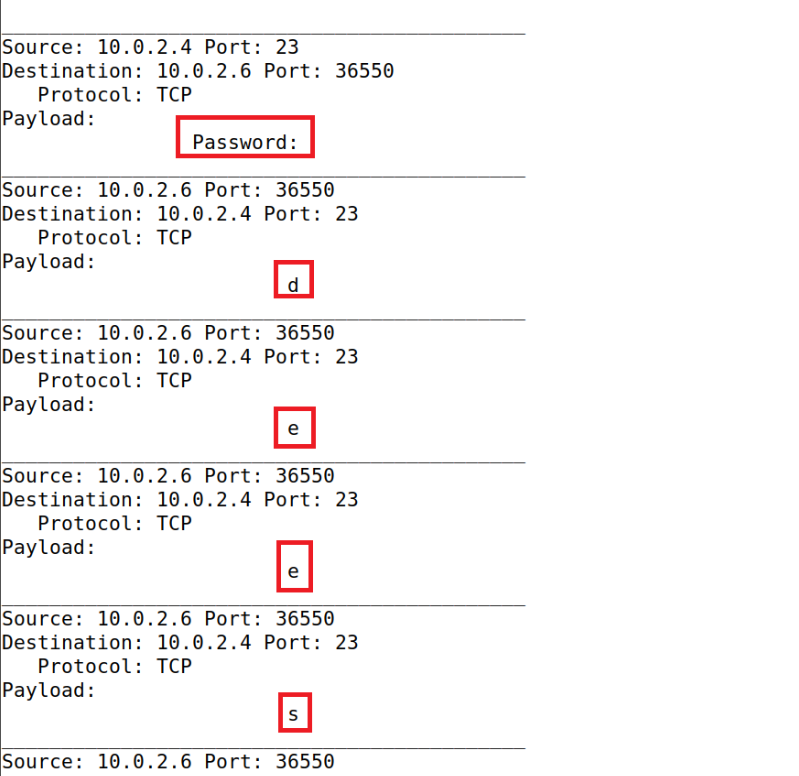 Source: 10.0.2.4 Port: 23
Destination: 10.0.2.6 Port: 36550
Protocol: TCP
Payload:
Password:
Source: 10.0.2.6 Port: 36550
Destination: 10.0.2.4 Port: 23
Protocol: TCP
Payload:
d
Source: 10.0.2.6 Port: 36550
Destination: 10.0.2.4 Port: 23
Protocol: TCP
Payload:
e
Source: 10.0.2.6 Port: 36550
Destination: 10.0.2.4 Port: 23
Protocol: TCP
Payload:
e
Source: 10.0.2.6 Port: 36550
Destination: 10.0.2.4 Port: 23
Protocol: TCP
Payload:
s
Source: 10.0.2.6 Port: 36550